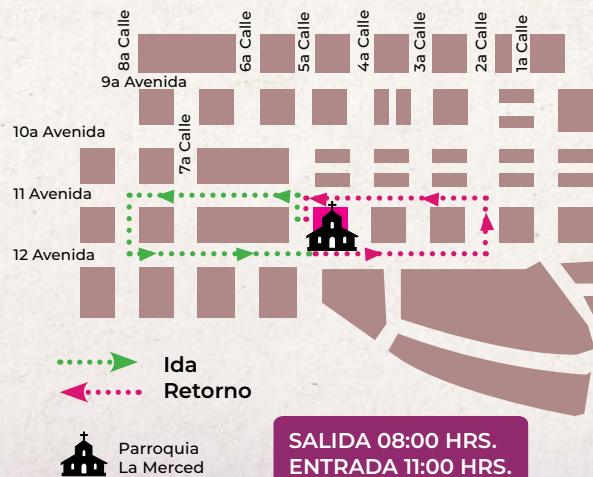 8a Calle
6a Calle
5a Calle
4a Calle
3a Calle
2a Calle
1a Calle
9a Avenida
10a Avenida
7a Calle
11 Avenida
12 Avenida
Ida
Retorno
Parroquia
La Merced
SALIDA 08:00 HRS.
ENTRADA 11:00 HRS.